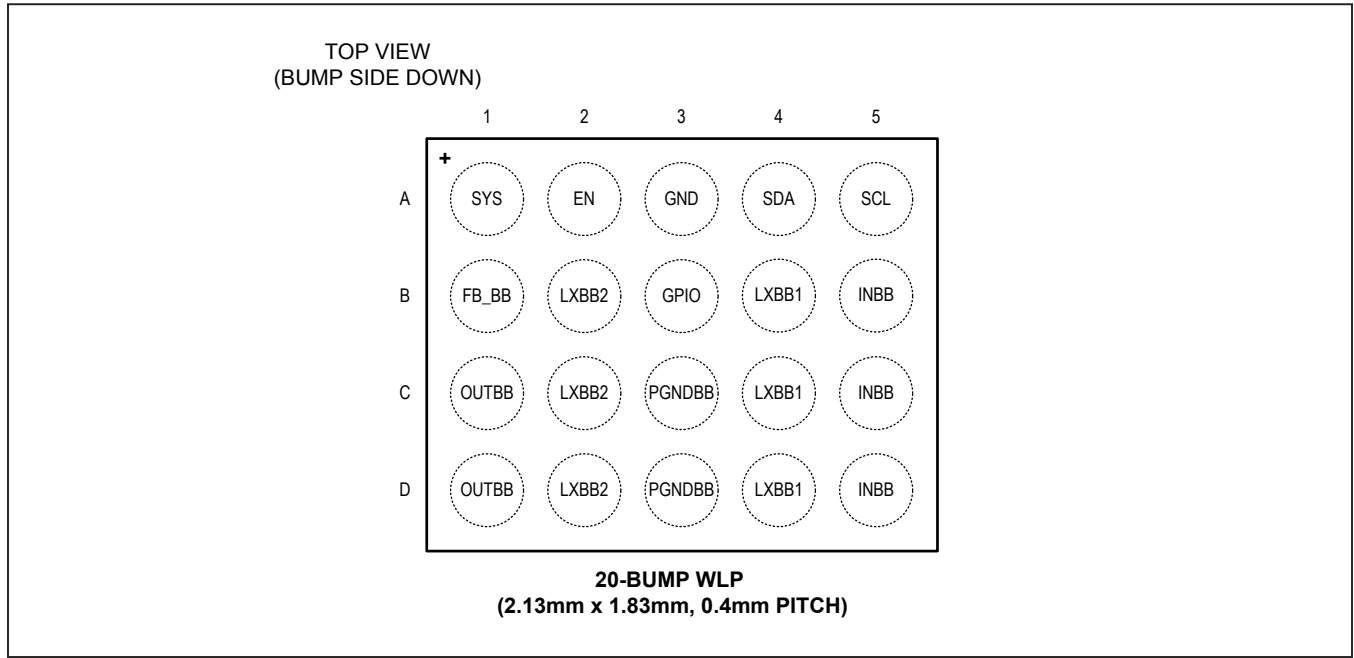 TOP VIEW
(BUMP SIDE DOWN)
1 2 3 4 5
+
A SYS EN GND SDA SCL
B FB_BB LXBB2 GPIO LXBB1 INBB
C OUTBB LXBB2 PGNDBB LXBB1 INBB
D OUTBB LXBB2 PGNDBB LXBB1 INBB
20-BUMP WLP
(2.13mm x 1.83mm, 0.4mm PITCH)